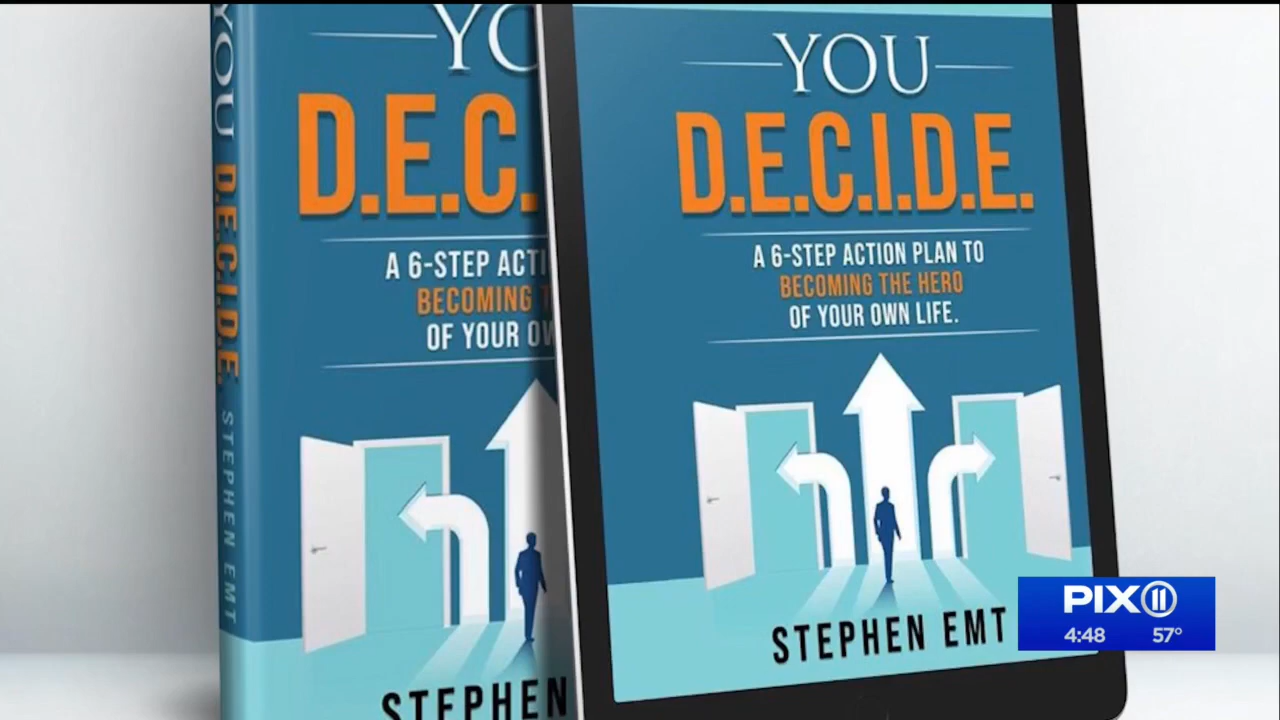 YOU D.E.C.I.D.E. STEPHEN EMT
YO
D.E.C.
A 6-STEP ACTI
BECOMING T
OF YOUR OW
STEPHEN
YOU
D.E.C.I.D.E.
A 6-STEP ACTION PLAN TO
BECOMING THE HERO
OF YOUR OWN LIFE.
STEPHEN EMT
PIX11
4:48 57°